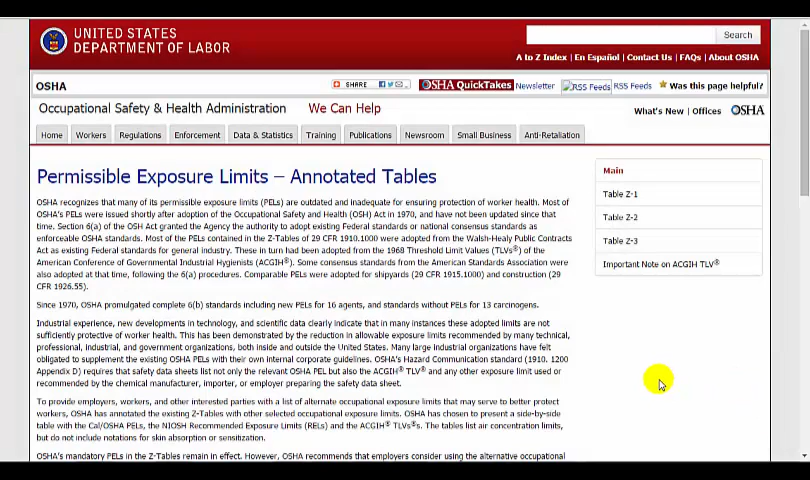 UNITED STATES
DEPARTMENT OF LABOR
Search
A to Z Index | En Español | Contact Us | FAQs | About OSHA
OSHA
SHARE
OSHA QuickTakes Newsletter RSS Feeds RSS Feeds Was this page helpful?
Occupational Safety & Health Administration We Can Help
What's New | Offices OSHA
Home Workers Regulations Enforcement Data & Statistics Training Publications Newsroom Small Business Anti-Retaliation
Permissible Exposure Limits – Annotated Tables
OSHA recognizes that many of its permissible exposure limits (PELs) are outdated and inadequate for ensuring protection of worker health. Most of
OSHA's PELs were issued shortly after adoption of the Occupational Safety and Health (OSH) Act in 1970, and have not been updated since that
time. Section 6(a) of the OSH Act granted the Agency the authority to adopt existing Federal standards or national consensus standards as
enforceable OSHA standards. Most of the PELs contained in the Z-Tables of 29 CFR 1910.1000 were adopted from the Walsh-Healy Public Contracts
Act as existing Federal standards for general industry. These in turn had been adopted from the 1968 Threshold Limit Values (TLVs®) of the
American Conference of Governmental Industrial Hygienists (ACGIH®). Some consensus standards from the American Standards Association were
also adopted at that time, following the 6(a) procedures. Comparable PELs were adopted for shipyards (29 CFR 1915.1000) and construction (29
CFR 1926.55).
Since 1970, OSHA promulgated complete 6(b) standards including new PELs for 16 agents, and standards without PELs for 13 carcinogens.
Industrial experience, new developments in technology, and scientific data clearly indicate that in many instances these adopted limits are not
sufficiently protective of worker health. This has been demonstrated by the reduction in allowable exposure limits recommended by many technical,
professional, industrial, and government organizations, both inside and outside the United States. Many large industrial organizations have felt
obligated to supplement the existing OSHA PELs with their own internal corporate guidelines. OSHA's Hazard Communication standard (1910. 1200
Appendix D) requires that safety data sheets list not only the relevant OSHA PEL but also the ACGIH® TLV® and any other exposure limit used or
recommended by the chemical manufacturer, importer, or employer preparing the safety data sheet.
To provide employers, workers, and other interested parties with a list of alternate occupational exposure limits that may serve to better protect
workers, OSHA has annotated the existing Z-Tables with other selected occupational exposure limits. OSHA has chosen to present a side-by-side
table with the Cal/OSHA PELs, the NIOSH Recommended Exposure Limits (RELs) and the ACGIH® TLVs®s. The tables list air concentration limits,
but do not include notations for skin absorption or sensitization.
OSHA's mandatory PELs in the Z-Tables remain in effect. However, OSHA recommends that employers consider using the alternative occupational
Main
Table Z-1
Table Z-2
Table Z-3
Important Note on ACGIH TLV®